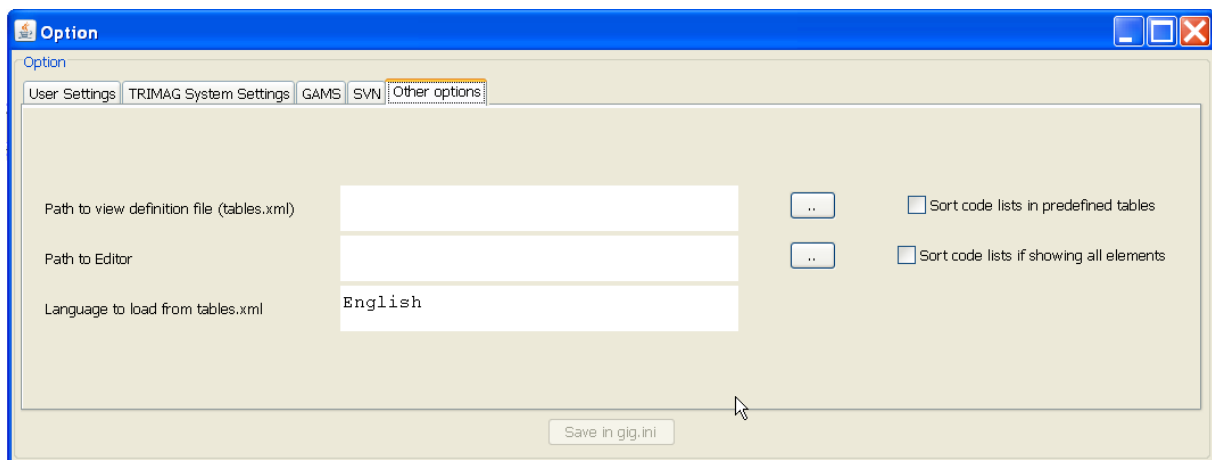 Option
Option
User Settings TRIMAG System Settings GAMS SVN Other options
Path to view definition file (tables.xml) .. Sort code lists in predefined tables
Path to Editor .. Sort code lists if showing all elements
Language to load from tables.xml English
Save in gig.ini